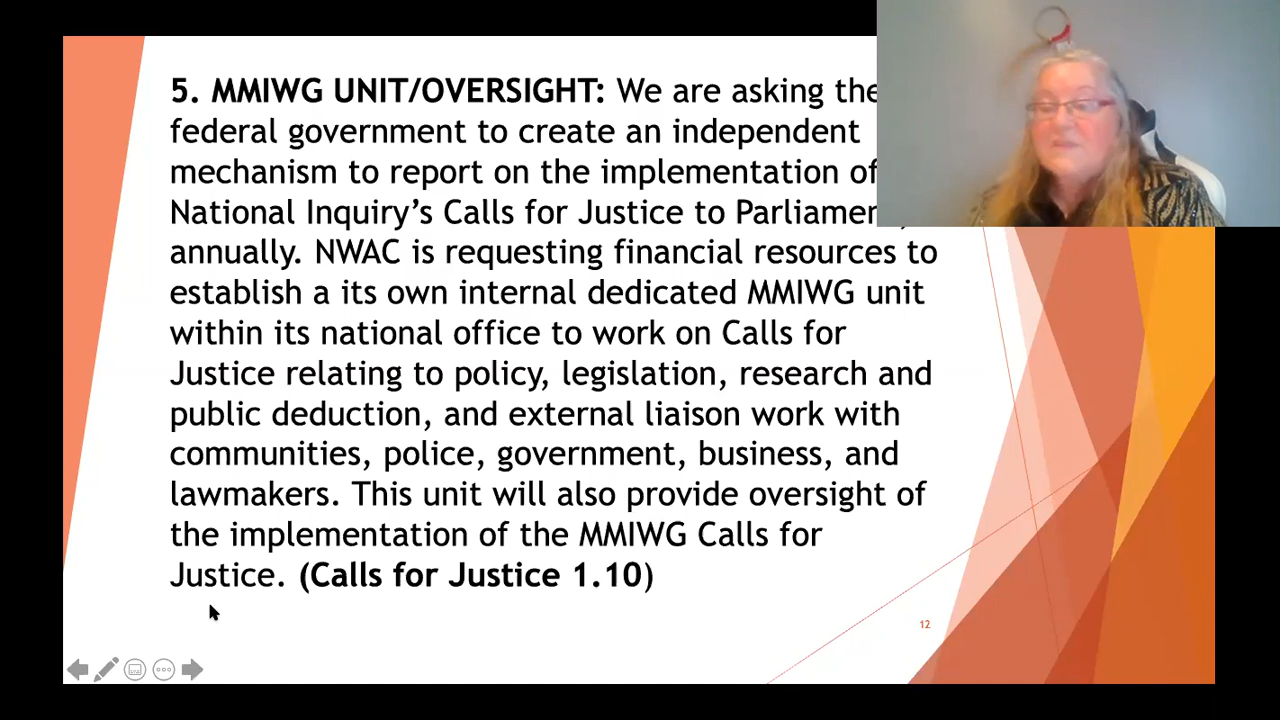 5. MMIWG UNIT/OVERSIGHT: We are asking the
federal government to create an independent
mechanism to report on the implementation of
National Inquiry's Calls for Justice to
annually. NWAC is requesting financial resources to
establish a its own internal dedicated MMIWG unit
within its national office to work on Calls for
Justice relating to policy, legislation, research and
public deduction, and external liaison work with
communities, police, government, business, and
lawmakers. This unit will also provide oversight of
the implementation of the MMIWG Calls for
Justice. (Calls for Justice 1.10)
12